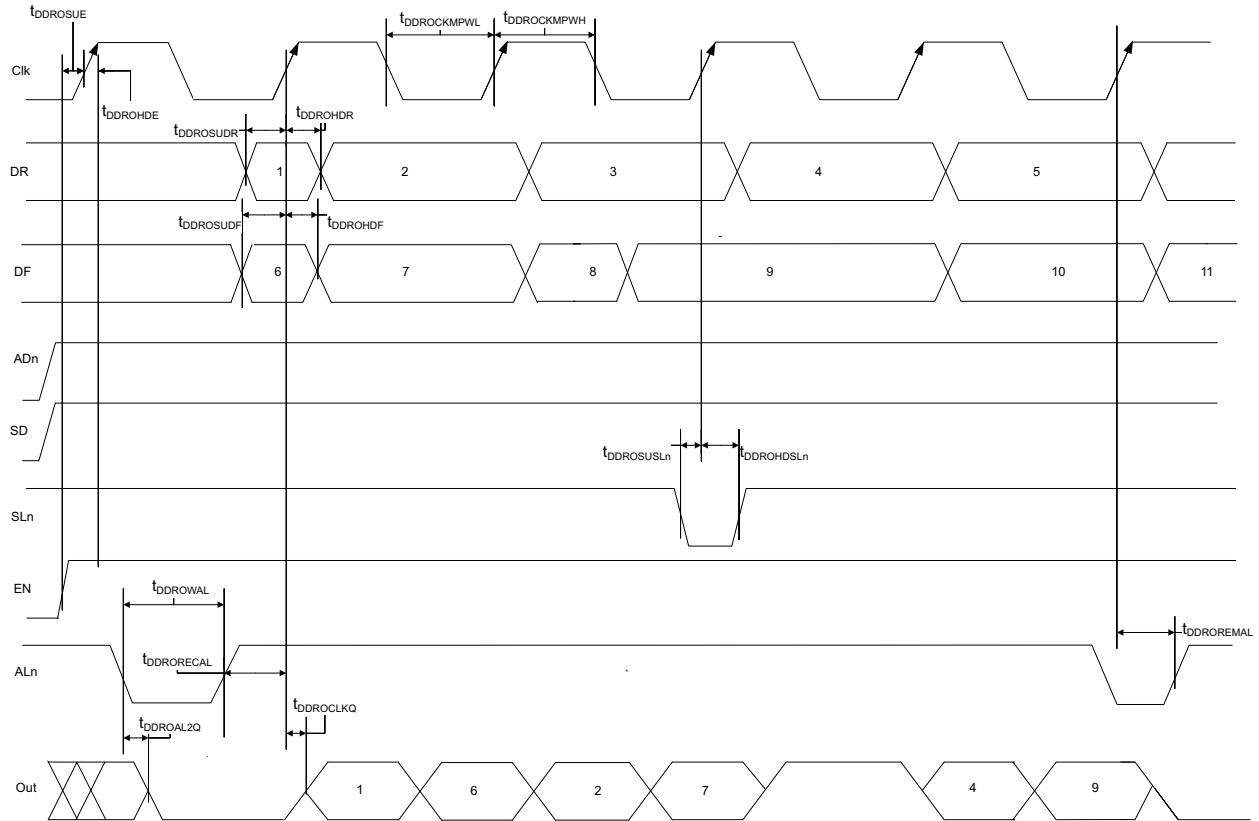 tDDROSUE
tDDROCKMPWL
tDDROCKMPWH
Clk
tDDROHDE
tDDROSUDR
tDDROHDR
DR
1
2
3
4
5
tDDROSUDF
tDDROHDF
DF
6
7
8
9
10
11
ADn
SD
tDDROSUSLn
tDDROHDSLn
SLn
EN
tDDROWAL
tDDROREMAL
tDDRORECAL
ALn
tDDROAL2Q
tDDROCLKQ
Out
1
6
2
7
4
9